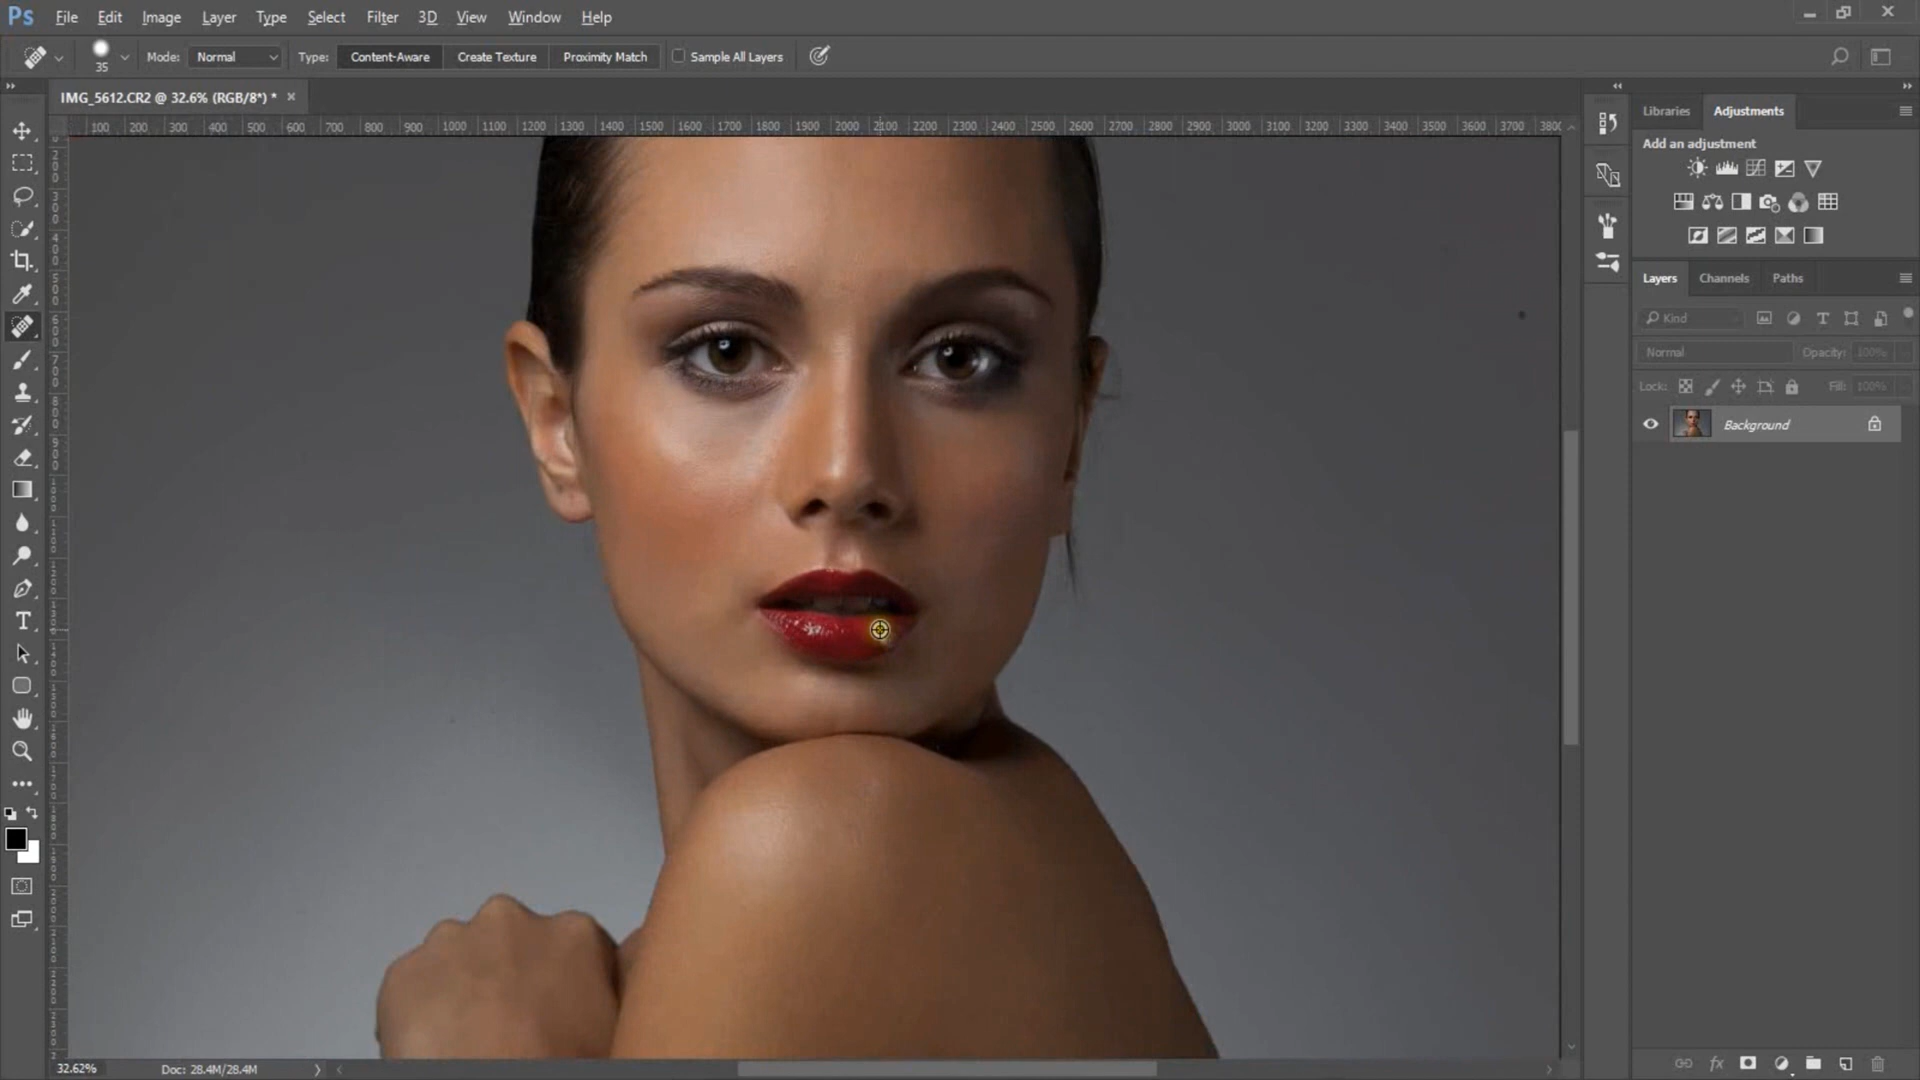 Ps File Edit Image Layer Type Select Filter 3D View Window Help
35 Mode: Normal Type: Content-Aware Create Texture Proximity Match Sample All Layers
IMG_5612.CR2 @ 32.6% (RGB/8*) * ×
100 200 300 400 500 600 700 800 900 1000 1100 1200 1300 1400 1500 1600 1700 1800 1900 2000 2100 2200 2300 2400 2500 2600 2700 2800 2900 3000 3100 3200 3300 3400 3500 3600 3700 3800
Libraries Adjustments
Add an adjustment
Layers Channels Paths
Kind
Normal Opacity: 100%
Lock: Fill: 100%
Background
32.62% Doc: 28.4M/28.4M